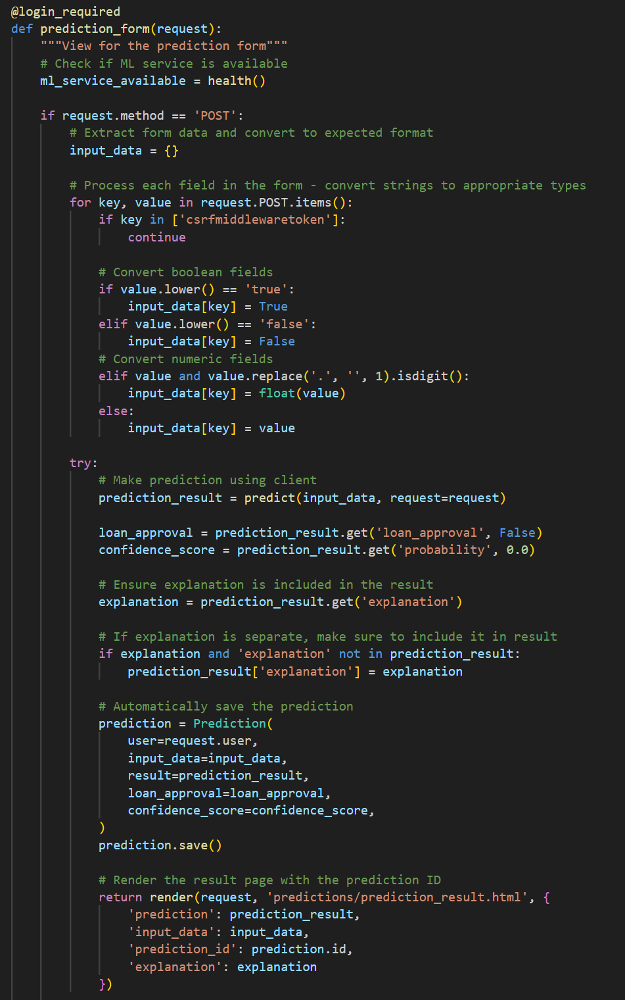 @login_required
def prediction_form(request):
    """View for the prediction form"""
    # Check if ML service is available
    ml_service_available = health()

    if request.method == 'POST':
        # Extract form data and convert to expected format
        input_data = {}

        # Process each field in the form - convert strings to appropriate types
        for key, value in request.POST.items():
            if key in ['csrfmiddlewaretoken']:
                continue

            # Convert boolean fields
            if value.lower() == 'true':
                input_data[key] = True
            elif value.lower() == 'false':
                input_data[key] = False
            # Convert numeric fields
            elif value and value.replace('.', '', 1).isdigit():
                input_data[key] = float(value)
            else:
                input_data[key] = value

        try:
            # Make prediction using client
            prediction_result = predict(input_data, request=request)

            loan_approval = prediction_result.get('loan_approval', False)
            confidence_score = prediction_result.get('probability', 0.0)

            # Ensure explanation is included in the result
            explanation = prediction_result.get('explanation')

            # If explanation is separate, make sure to include it in result
            if explanation and 'explanation' not in prediction_result:
                prediction_result['explanation'] = explanation

            # Automatically save the prediction
            prediction = Prediction(
                user=request.user,
                input_data=input_data,
                result=prediction_result,
                loan_approval=loan_approval,
                confidence_score=confidence_score,
            )
            prediction.save()

            # Render the result page with the prediction ID
            return render(request, 'predictions/prediction_result.html', {
                'prediction': prediction_result,
                'input_data': input_data,
                'prediction_id': prediction.id,
                'explanation': explanation
            })